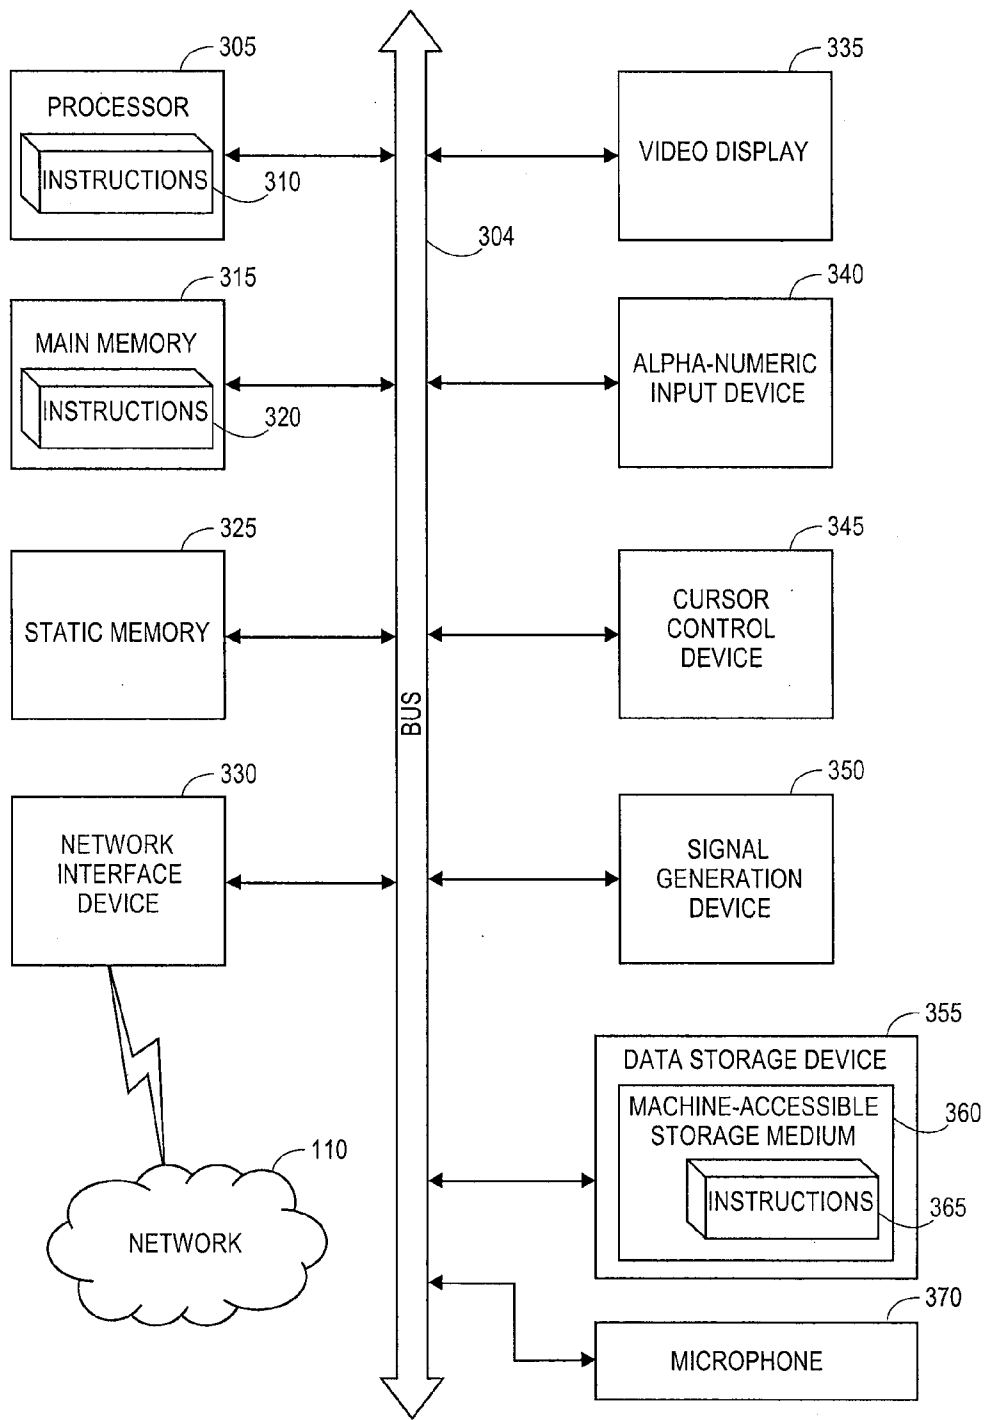 305
PROCESSOR
INSTRUCTIONS
310
315
MAIN MEMORY
INSTRUCTIONS
320
325
STATIC MEMORY
330
NETWORK
INTERFACE
DEVICE
110
NETWORK
304
BUS
335
VIDEO DISPLAY
340
ALPHA-NUMERIC
INPUT DEVICE
345
CURSOR
CONTROL
DEVICE
350
SIGNAL
GENERATION
DEVICE
355
DATA STORAGE DEVICE
MACHINE-ACCESSIBLE
STORAGE MEDIUM
360
INSTRUCTIONS
365
370
MICROPHONE